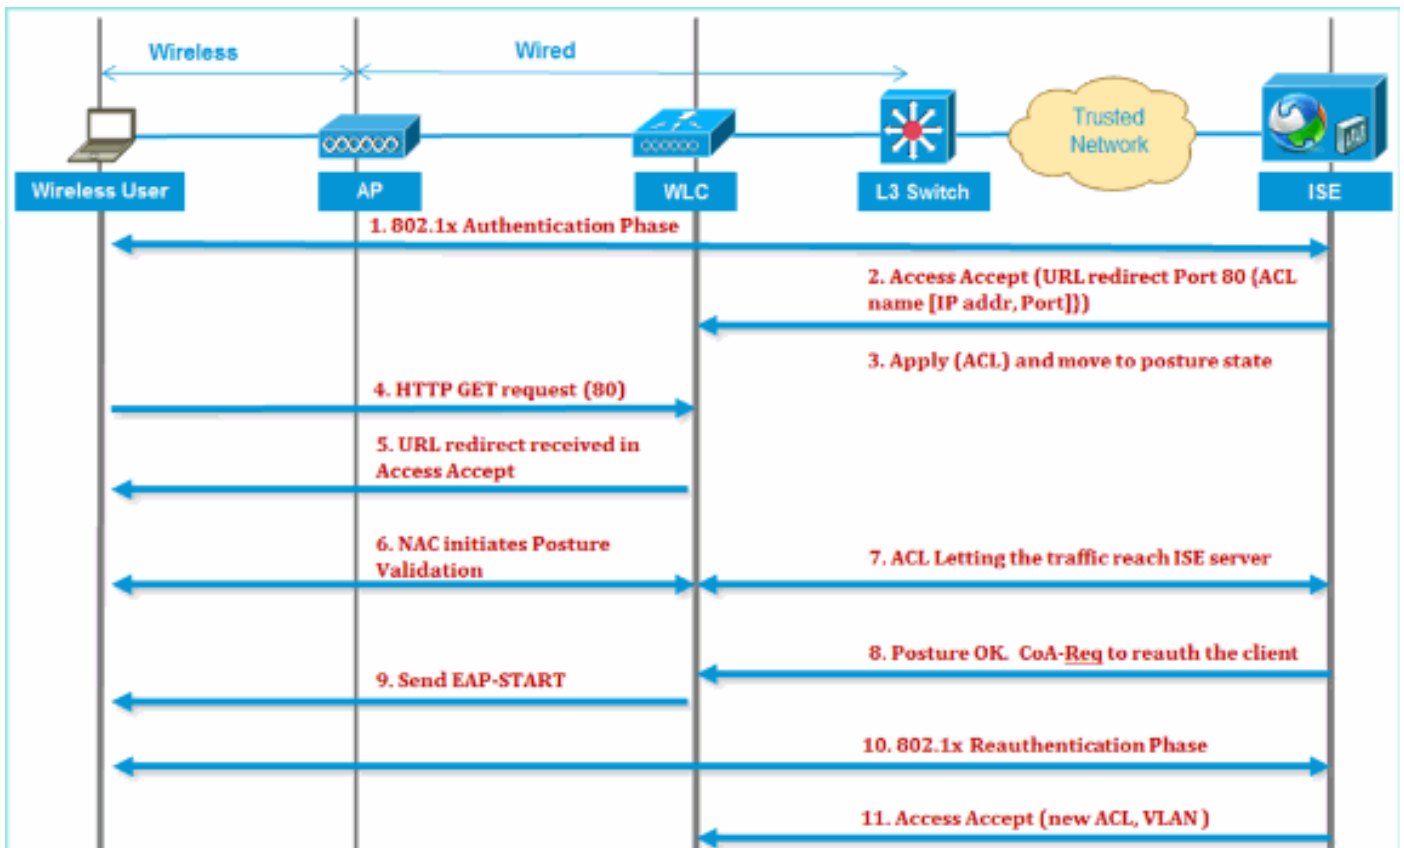 Wireless
Wired
Trusted
Network
Wireless User
AP
WLC
L3 Switch
ISE
1. 802.1x Authentication Phase
2. Access Accept (URL redirect Port 80 (ACL
name [IP addr, Port]))
3. Apply (ACL) and move to posture state
4. HTTP GET request (80)
5. URL redirect received in
Access Accept
6. NAC initiates Posture
Validation
7. ACL Letting the traffic reach ISE server
8. Posture OK. CoA-Req to reauth the client
9. Send EAP-START
10. 802.1x Reauthentication Phase
11. Access Accept (new ACL, VLAN )